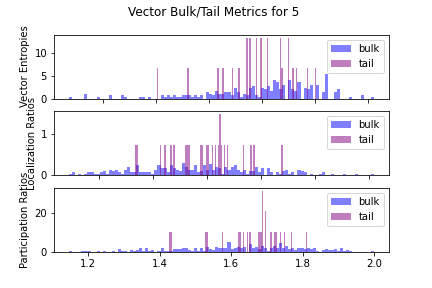 Vector Bulk/Tail Metrics for 5
Vector Entropies
10
5
0
bulk
tail
Localization Ratios
1
0
bulk
tail
Participation Ratios
20
0
bulk
tail
1.2 1.4 1.6 1.8 2.0